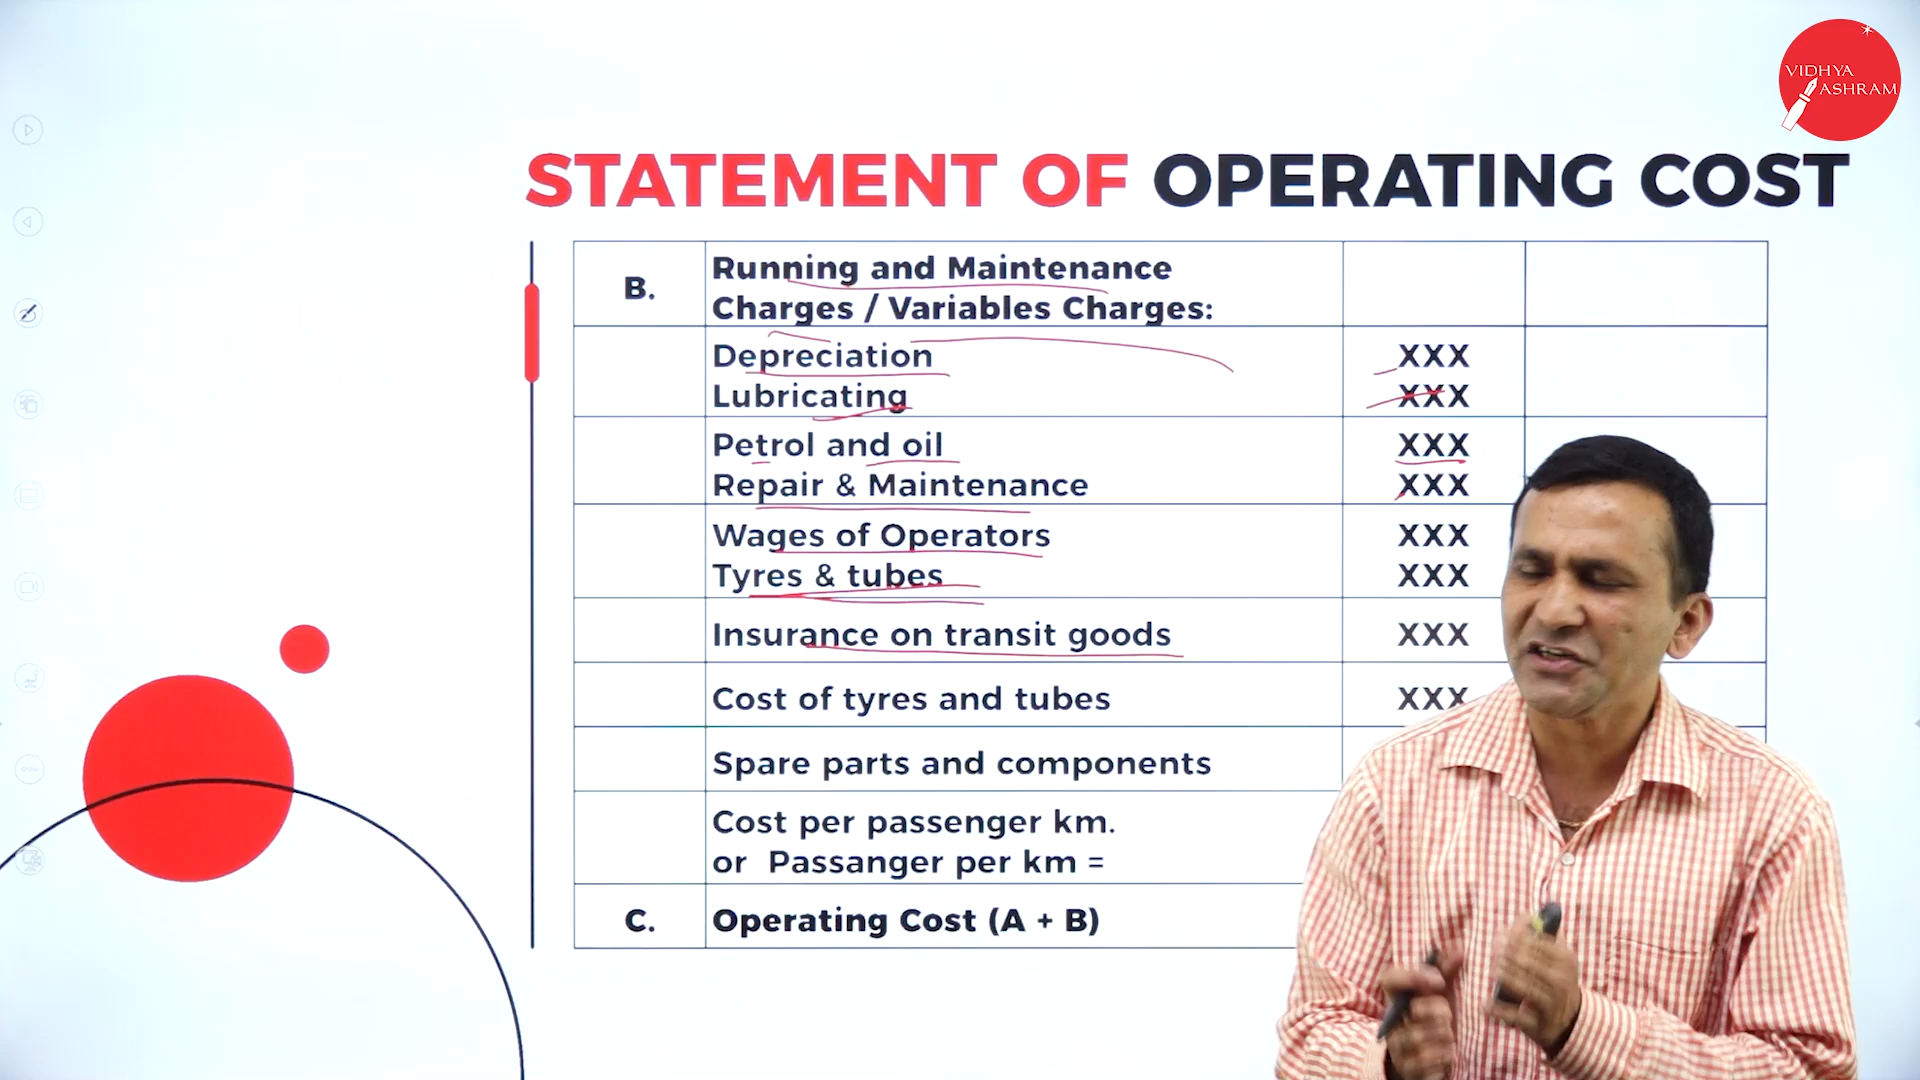 VIDHYA
ASHRAM
STATEMENT OF OPERATING COST
B. Running and Maintenance
Charges / Variables Charges:
Depreciation XXX
Lubricating XXX
Petrol and oil XXX
Repair & Maintenance XXX
Wages of Operators XXX
Tyres & tubes XXX
Insurance on transit goods XXX
Cost of tyres and tubes XXX
Spare parts and components
Cost per passenger km.
or Passanger per km =
C. Operating Cost (A + B)